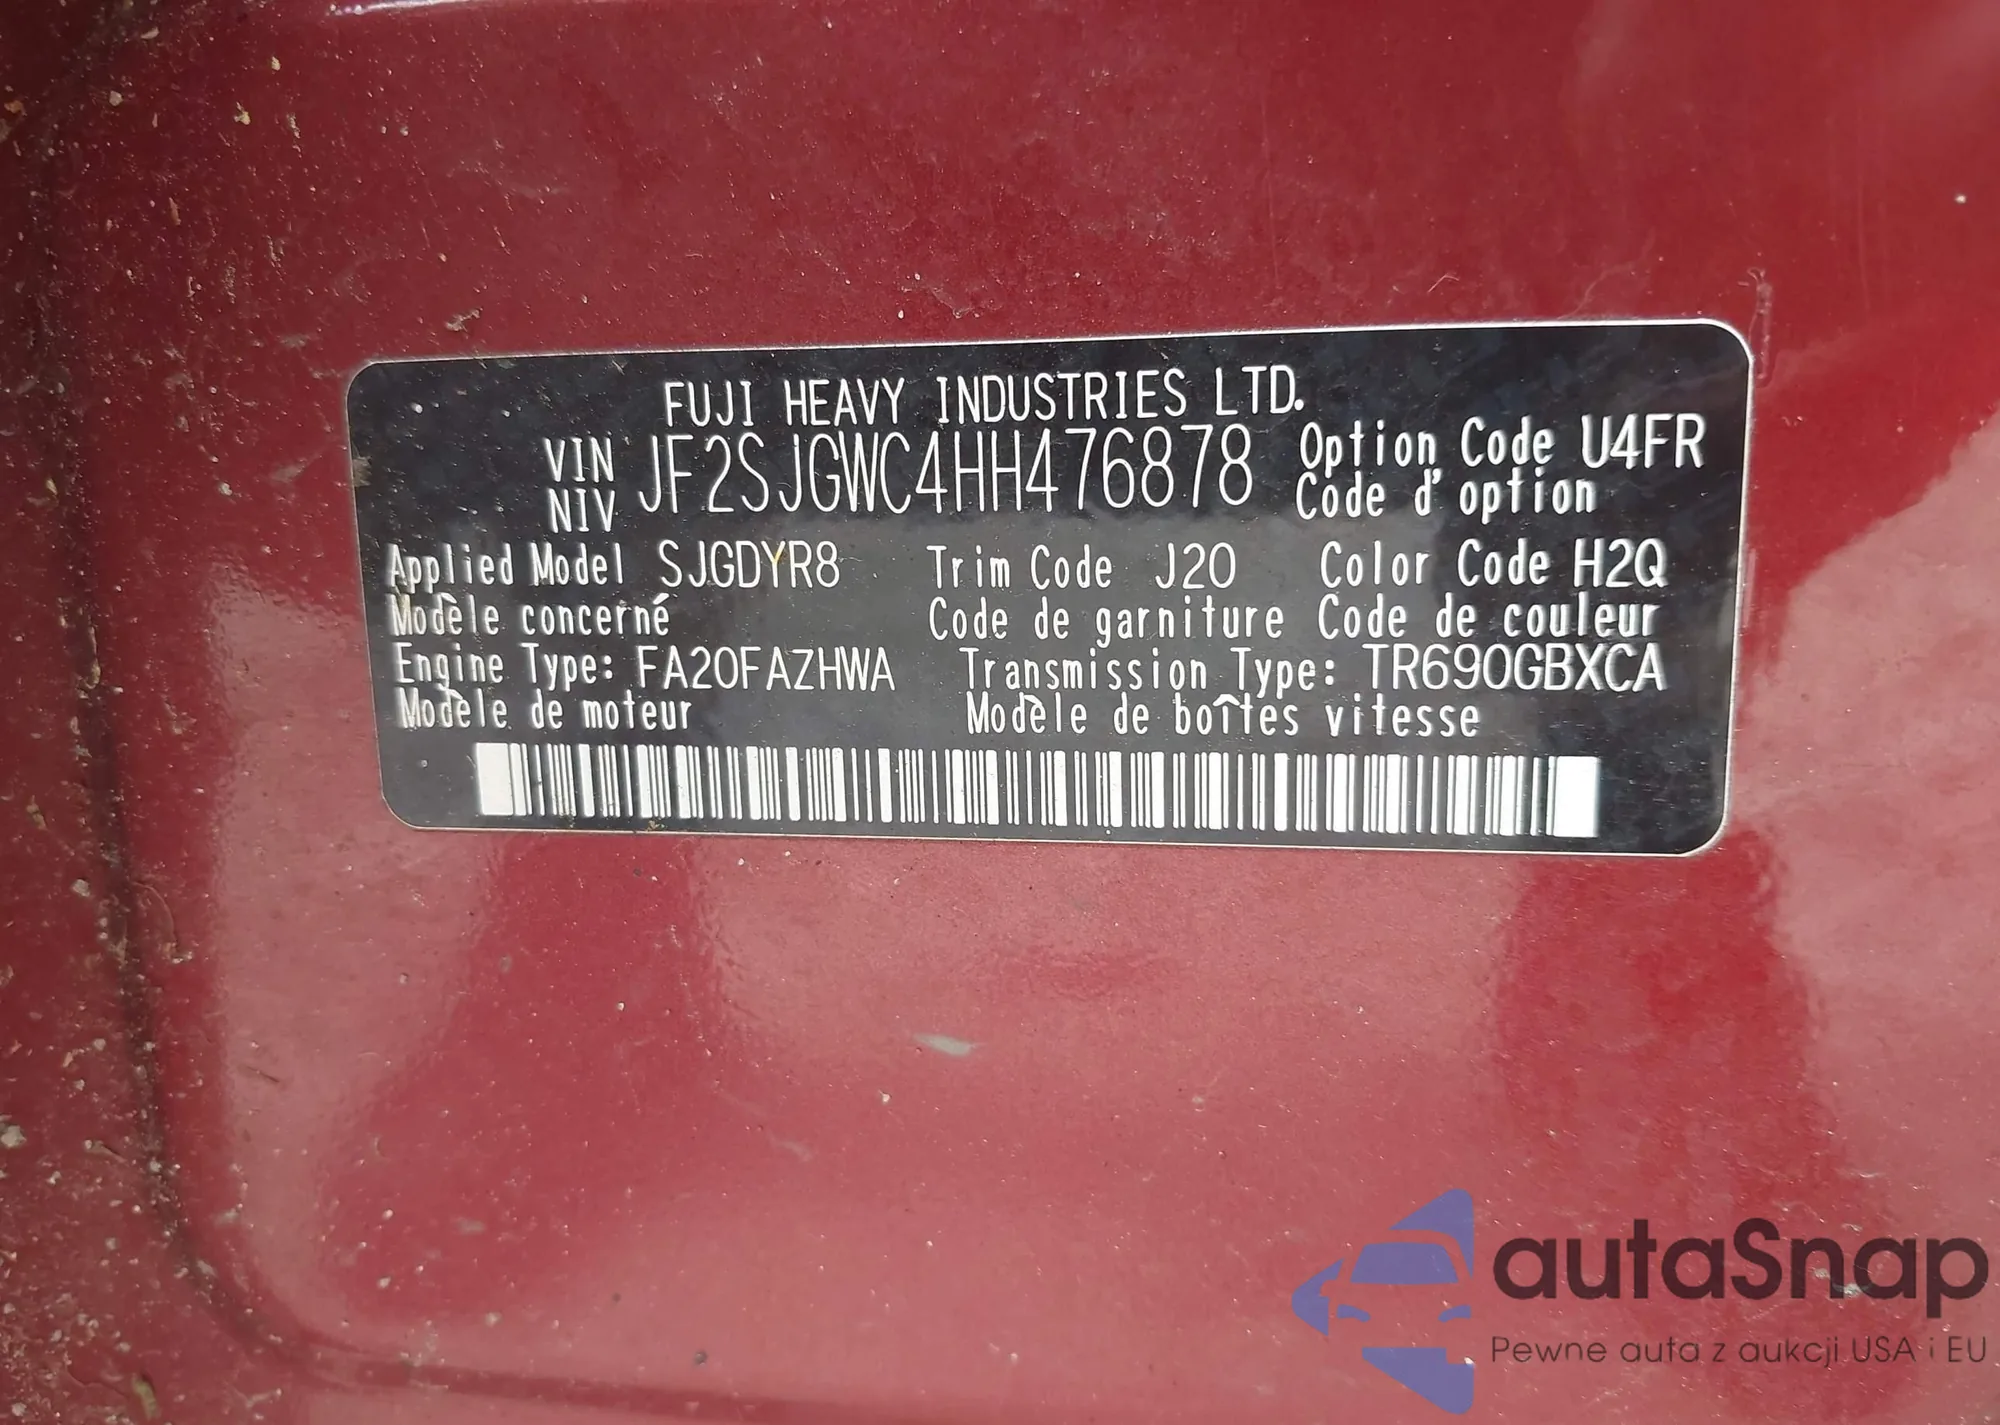 FUJI HEAVY INDUSTRIES LTD.
VIN JF2SJGWC4HH476878 Option Code U4FR
NIV Code d'option
Applied Model SJGDYR8 Trim Code J20 Color Code H2Q
Modèle concerné Code de garniture Code de couleur
Engine Type: FA20FAZHWA Transmission Type: TR690GBXCA
Modèle de moteur Modèle de boîtes vitesse
autaSnap
Pewne auta z aukcji USA i EU